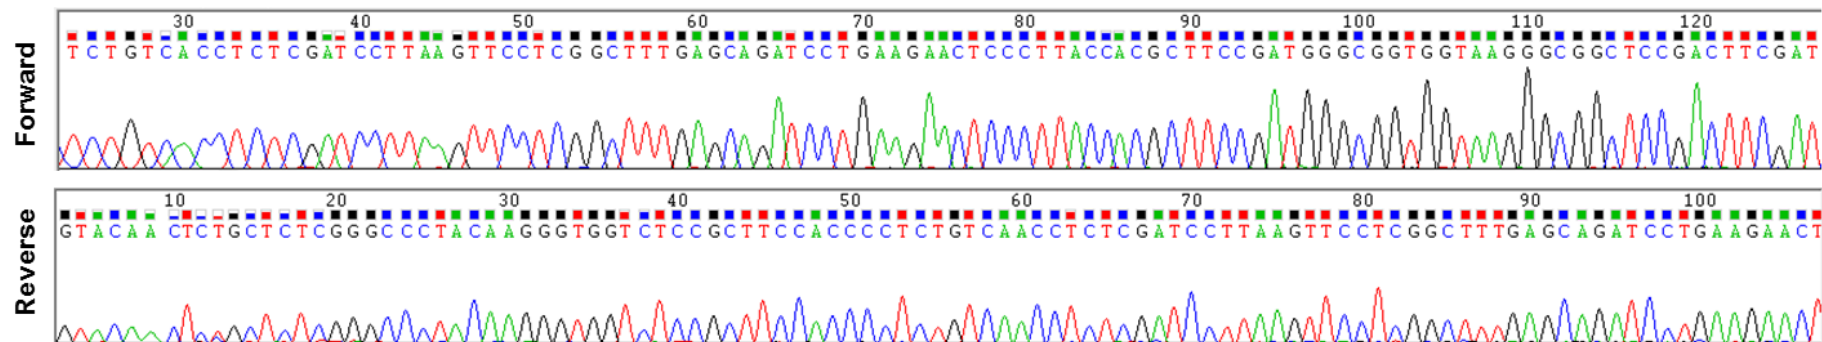 30 40 50 60 70 80 90 100 110 120
Forward
TCTGTCACCTCTCGATCCTTAAGTTCCTCGGCTTTGAGCAGATCCTGAAGAACTCCCTTACCACGCTTCCGATGGGCGGTGGTAAGGGCGGCTCCGACTTCGAT
10 20 30 40 50 60 70 80 90 100
Reverse
GTACAA CTCTGCTCTCGGGCCCTACAAGGGTGGTCTCCGCTTCCACCCCTCTGTCAACCTCTCGATCCTTAAGTTCCTCGGCTTTGAGCAGATCCTGAAGAACT